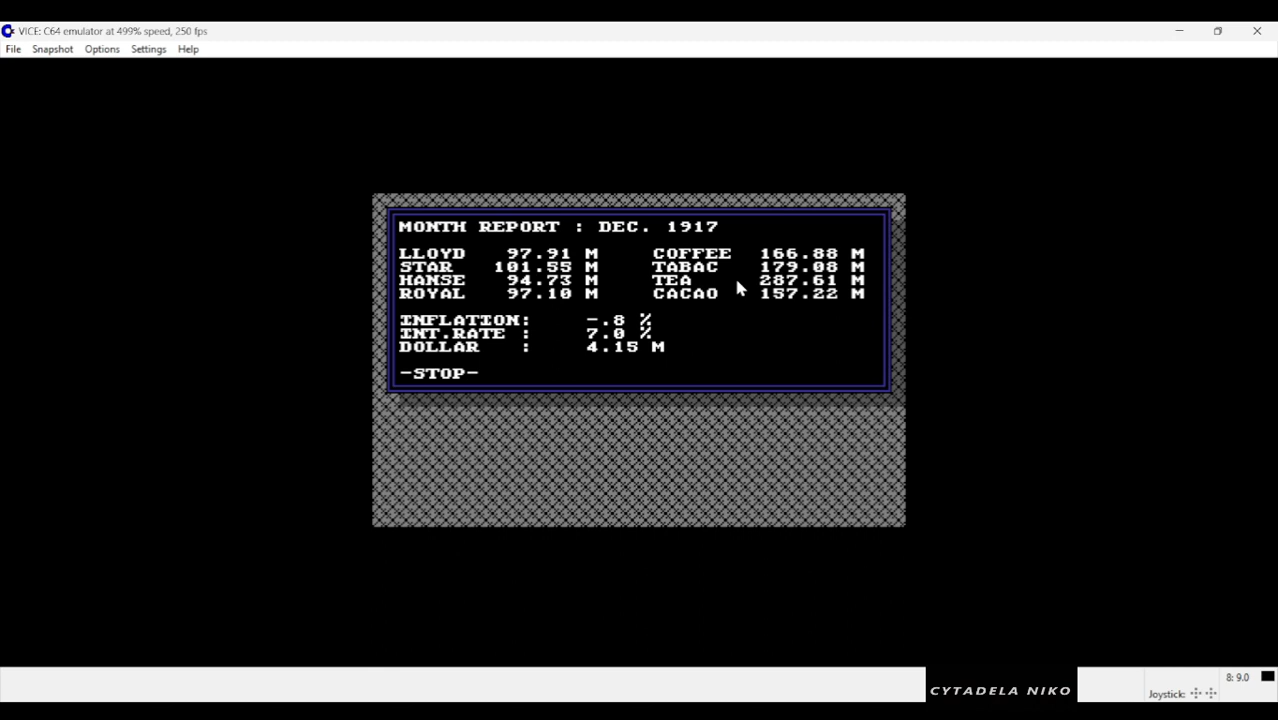 VICE: C64 emulator at 499% speed, 250 fps
File Snapshot Options Settings Help
MONTH REPORT : DEC. 1917
LLOYD 97.91 M COFFEE 166.88 M
STAR 101.55 M TABAC 179.08 M
HANSE 94.73 M TEA 287.61 M
ROYAL 97.10 M CACAO 157.22 M
INFLATION: -.8 %
INT.RATE : 7.0 %
DOLLAR : 4.15 M
-STOP-
8: 9.0
CYTADELA NIKO
Joystick: